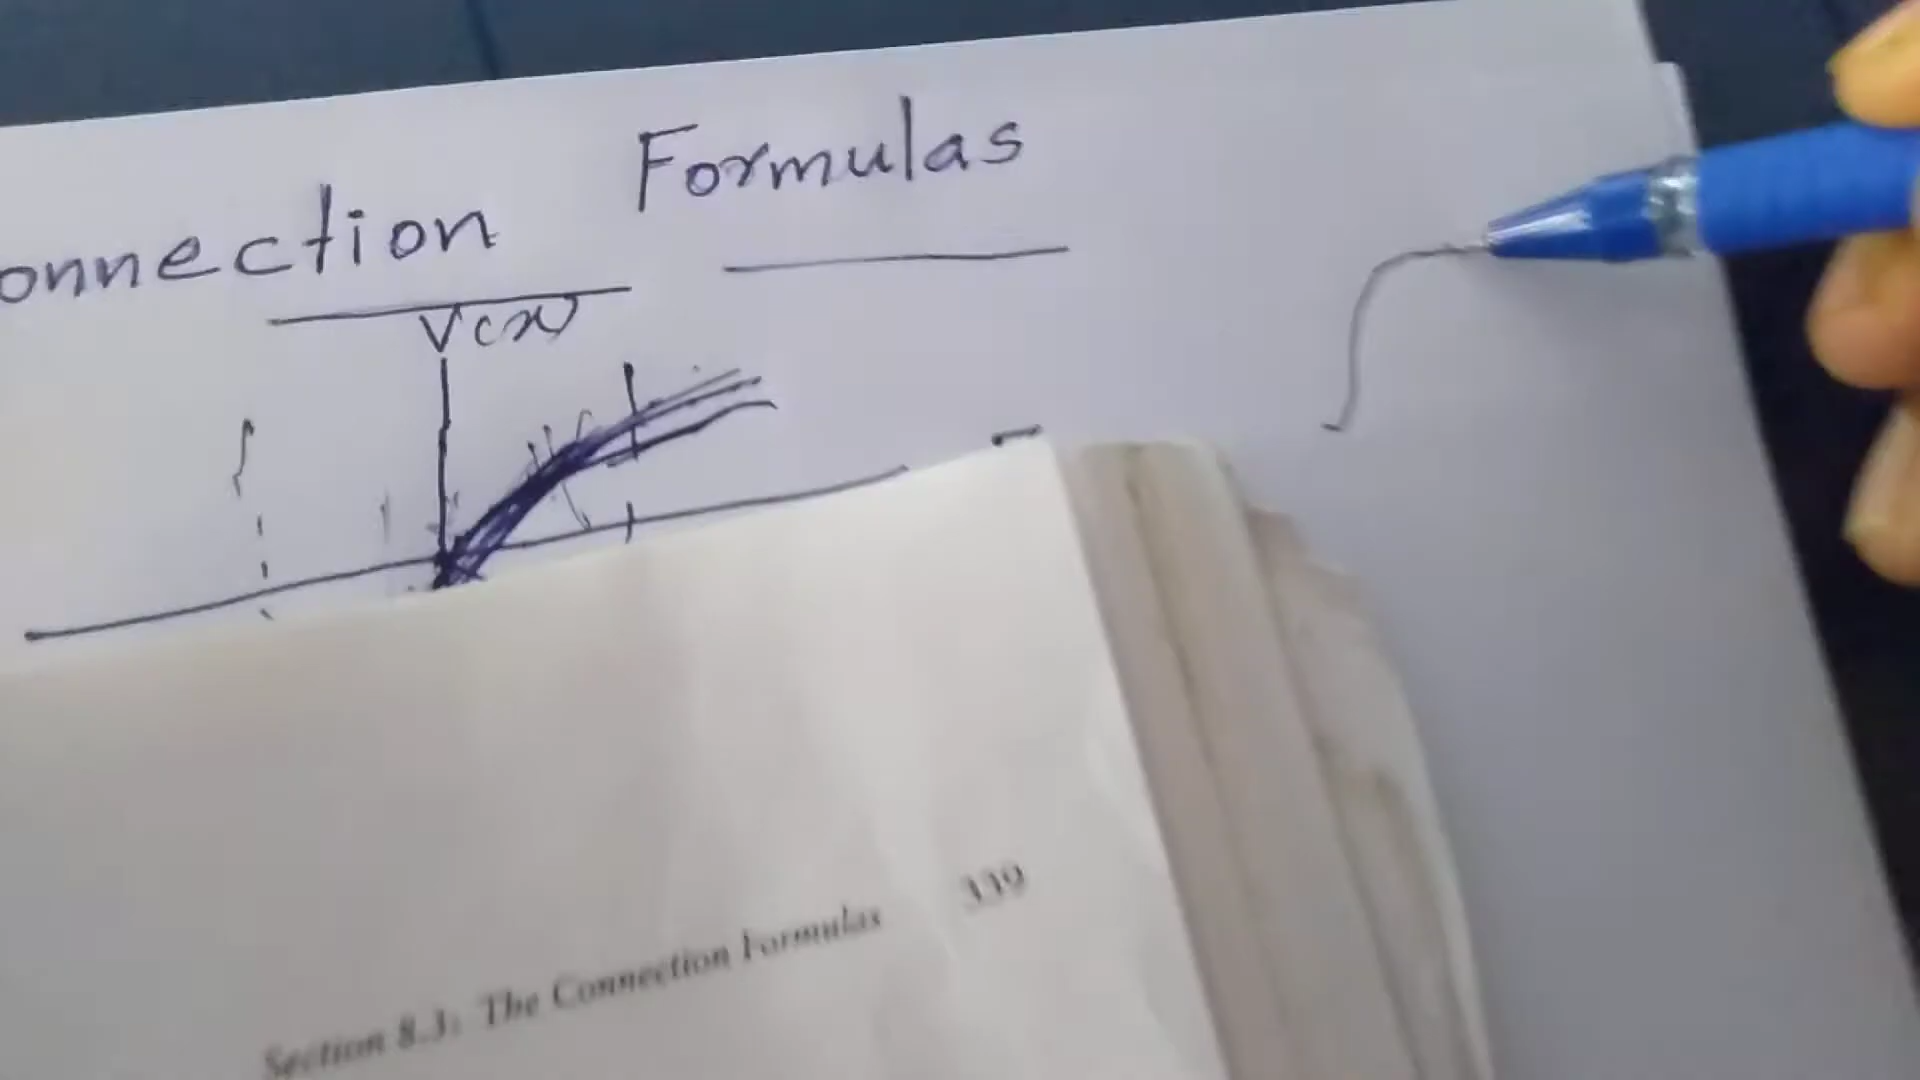 onnection Formulas
V(x)
Section 8.3: The Connection Formulas 339